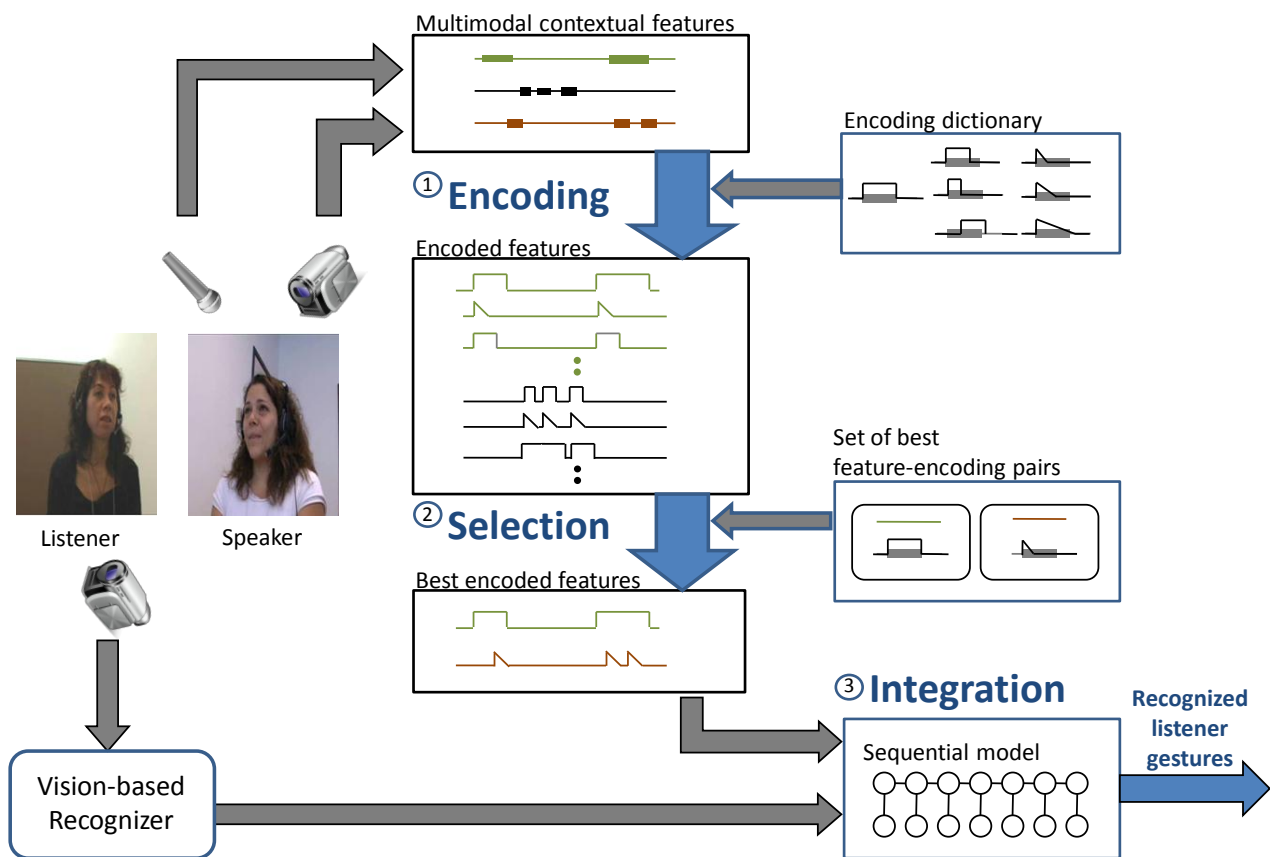 Multimodal contextual features
Encoding dictionary
1 Encoding
Encoded features
Set of best
feature-encoding pairs
Listener
Speaker
2 Selection
Best encoded features
3 Integration
Recognized
listener
gestures
Sequential model
Vision-based
Recognizer